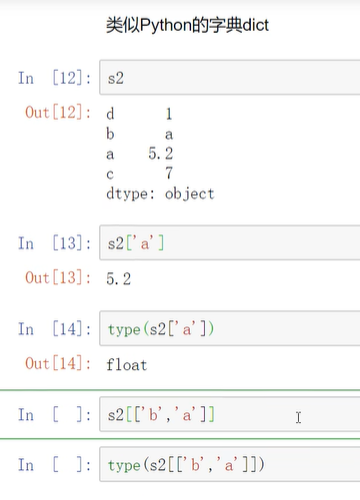 类似Python的字典dict
In [12]: s2
Out[12]: d 1
b a
a 5.2
c 7
dtype: object
In [13]: s2['a']
Out[13]: 5.2
In [14]: type(s2['a'])
Out[14]: float
In [ ]: s2[['b','a']]
In [ ]: type(s2[['b','a']])